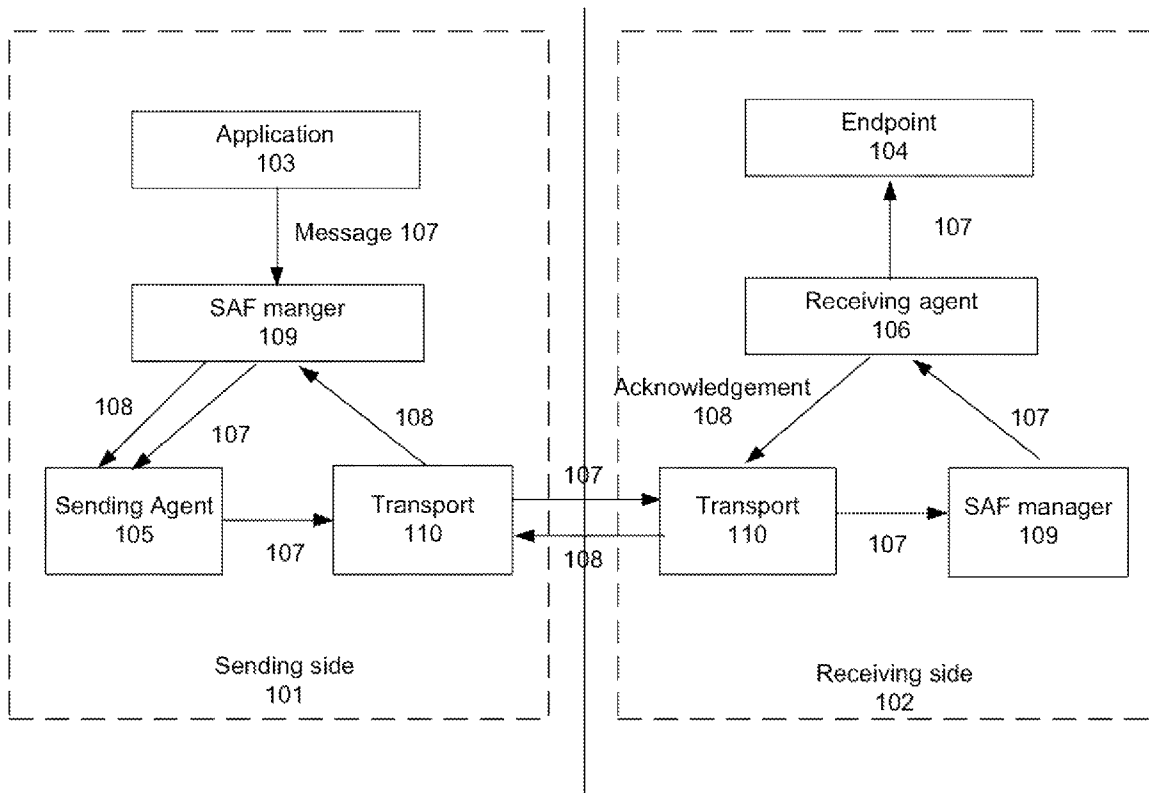 Application
103
Message 107
SAF manger
109
108
107
108
Sending Agent
105
107
Transport
110
Sending side
101
107
108
Endpoint
104
107
Receiving agent
106
Acknowledgement
108
107
Transport
110
107
SAF manager
109
Receiving side
102